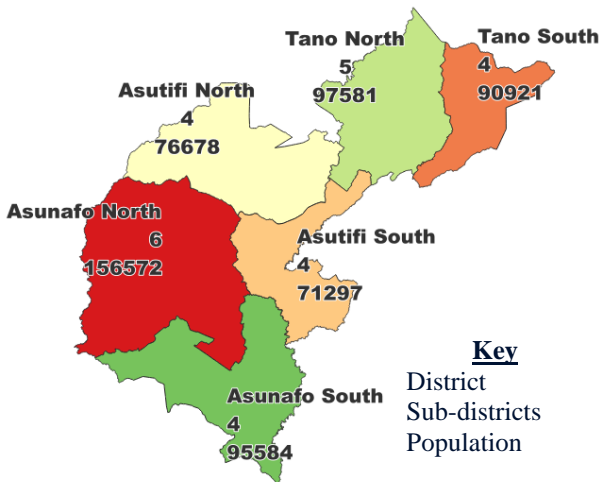 Tano North
5
97581
Tano South
4
90921
Asutifi North
4
76678
Asunafo North
6
156572
Asutifi South
4
71297
Asunafo South
4
95584
Key
District
Sub-districts
Population